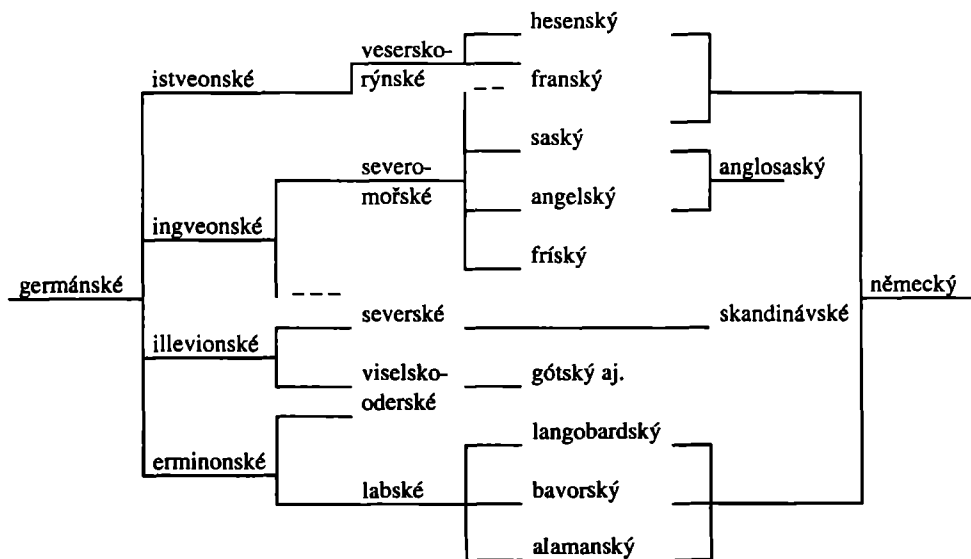 hesenský
vesersko-
rýnské
istveonské
franský
saský
severo-
mořské
anglosaský
angelský
ingveonské
fríský
germánské
německý
severské
skandinávské
illevionské
viselsko-
oderské
gótský aj.
langobardský
erminonské
labské
bavorský
alamanský